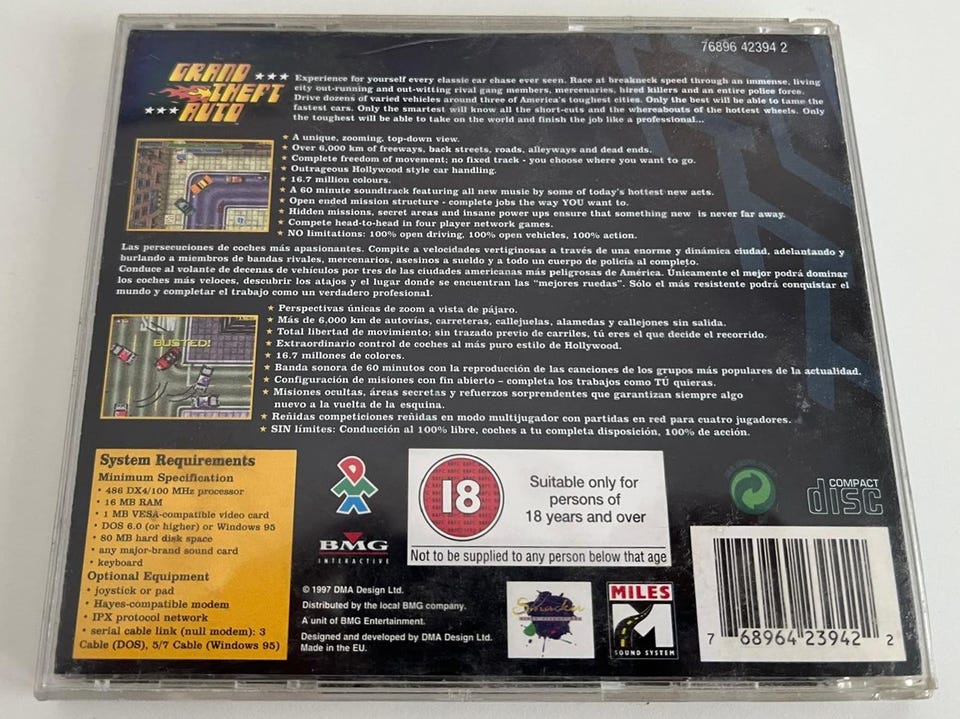 76896 42394 2
GRAND
THEFT
AUTO
Experience for yourself every classic car chase ever seen. Race at breakneck speed through an immense, living
city out-running and out-witting rival gang members, mercenaries, hired killers and an entire police force.
Drive dozens of varied vehicles around three of America's toughest cities. Only the best will be able to tame the
fastest cars. Only the smartest will know all the short-cuts and the whereabouts of the hottest wheels. Only
the toughest will be able to take on the world and finish the job like a professional...
★ A unique, zooming, top-down view.
★ Over 6,000 km of freeways, back streets, roads, alleyways and dead ends.
★ Complete freedom of movement; no fixed track - you choose where you want to go.
★ Outrageous Hollywood style car handling.
★ 16.7 million colours.
★ A 60 minute soundtrack featuring all new music by some of today's hottest new acts.
★ Open ended mission structure - complete jobs the way YOU want to.
★ Hidden missions, secret areas and insane power ups ensure that something new is never far away.
★ Compete head-to-head in four player network games.
★ NO limitations: 100% open driving, 100% open vehicles, 100% action.
Las persecuciones de coches más apasionantes. Compite a velocidades vertiginosas a través de una enorme y dinámica ciudad, adelantando y
burlando a miembros de bandas rivales, mercenarios, asesinos a sueldo y a todo un cuerpo de policía al completo.
Conduce al volante de decenas de vehículos por tres de las ciudades americanas más peligrosas de América. Únicamente el mejor podrá dominar
los coches más veloces, descubrir los atajos y el lugar donde se encuentran las "mejores ruedas". Sólo el más resistente podrá conquistar el
mundo y completar el trabajo como un verdadero profesional.
BUSTED!
★ Perspectivas únicas de zoom a vista de pájaro.
★ Más de 6,000 km de autovías, carreteras, callejuelas, alamedas y callejones sin salida.
★ Total libertad de movimiento; sin trazado previo de carriles, tú eres el que decide el recorrido.
★ Extraordinario control de coches al más puro estilo de Hollywood.
★ 16.7 millones de colores.
★ Banda sonora de 60 minutos con la reproducción de las canciones de los grupos más populares de la actualidad.
★ Configuración de misiones con fin abierto - completa los trabajos como TÚ quieras.
★ Misiones ocultas, áreas secretas y refuerzos sorprendentes que garantizan siempre algo
nuevo a la vuelta de la esquina.
★ Reñidas competiciones reñidas en modo multijugador con partidas en red para cuatro jugadores.
★ SIN límites: Conducción al 100% libre, coches a tu completa disposición, 100% de acción.
System Requirements
Minimum Specification
• 486 DX4/100 MHz processor
• 16 MB RAM
• 1 MB VESA-compatible video card
• DOS 6.0 (or higher) or Windows 95
• 80 MB hard disk space
• any major-brand sound card
• keyboard
Optional Equipment
• joystick or pad
• Hayes-compatible modem
• IPX protocol network
• serial cable link (null modem): 3
Cable (DOS), 5/7 Cable (Windows 95)
BMG
INTERACTIVE
18
Suitable only for
persons of
18 years and over
Not to be supplied to any person below that age
COMPACT
disc
© 1997 DMA Design Ltd.
Distributed by the local BMG company.
A unit of BMG Entertainment.
Designed and developed by DMA Design Ltd.
Made in the EU.
Smacker
MILES
SOUND SYSTEM
7 68964 23942 2